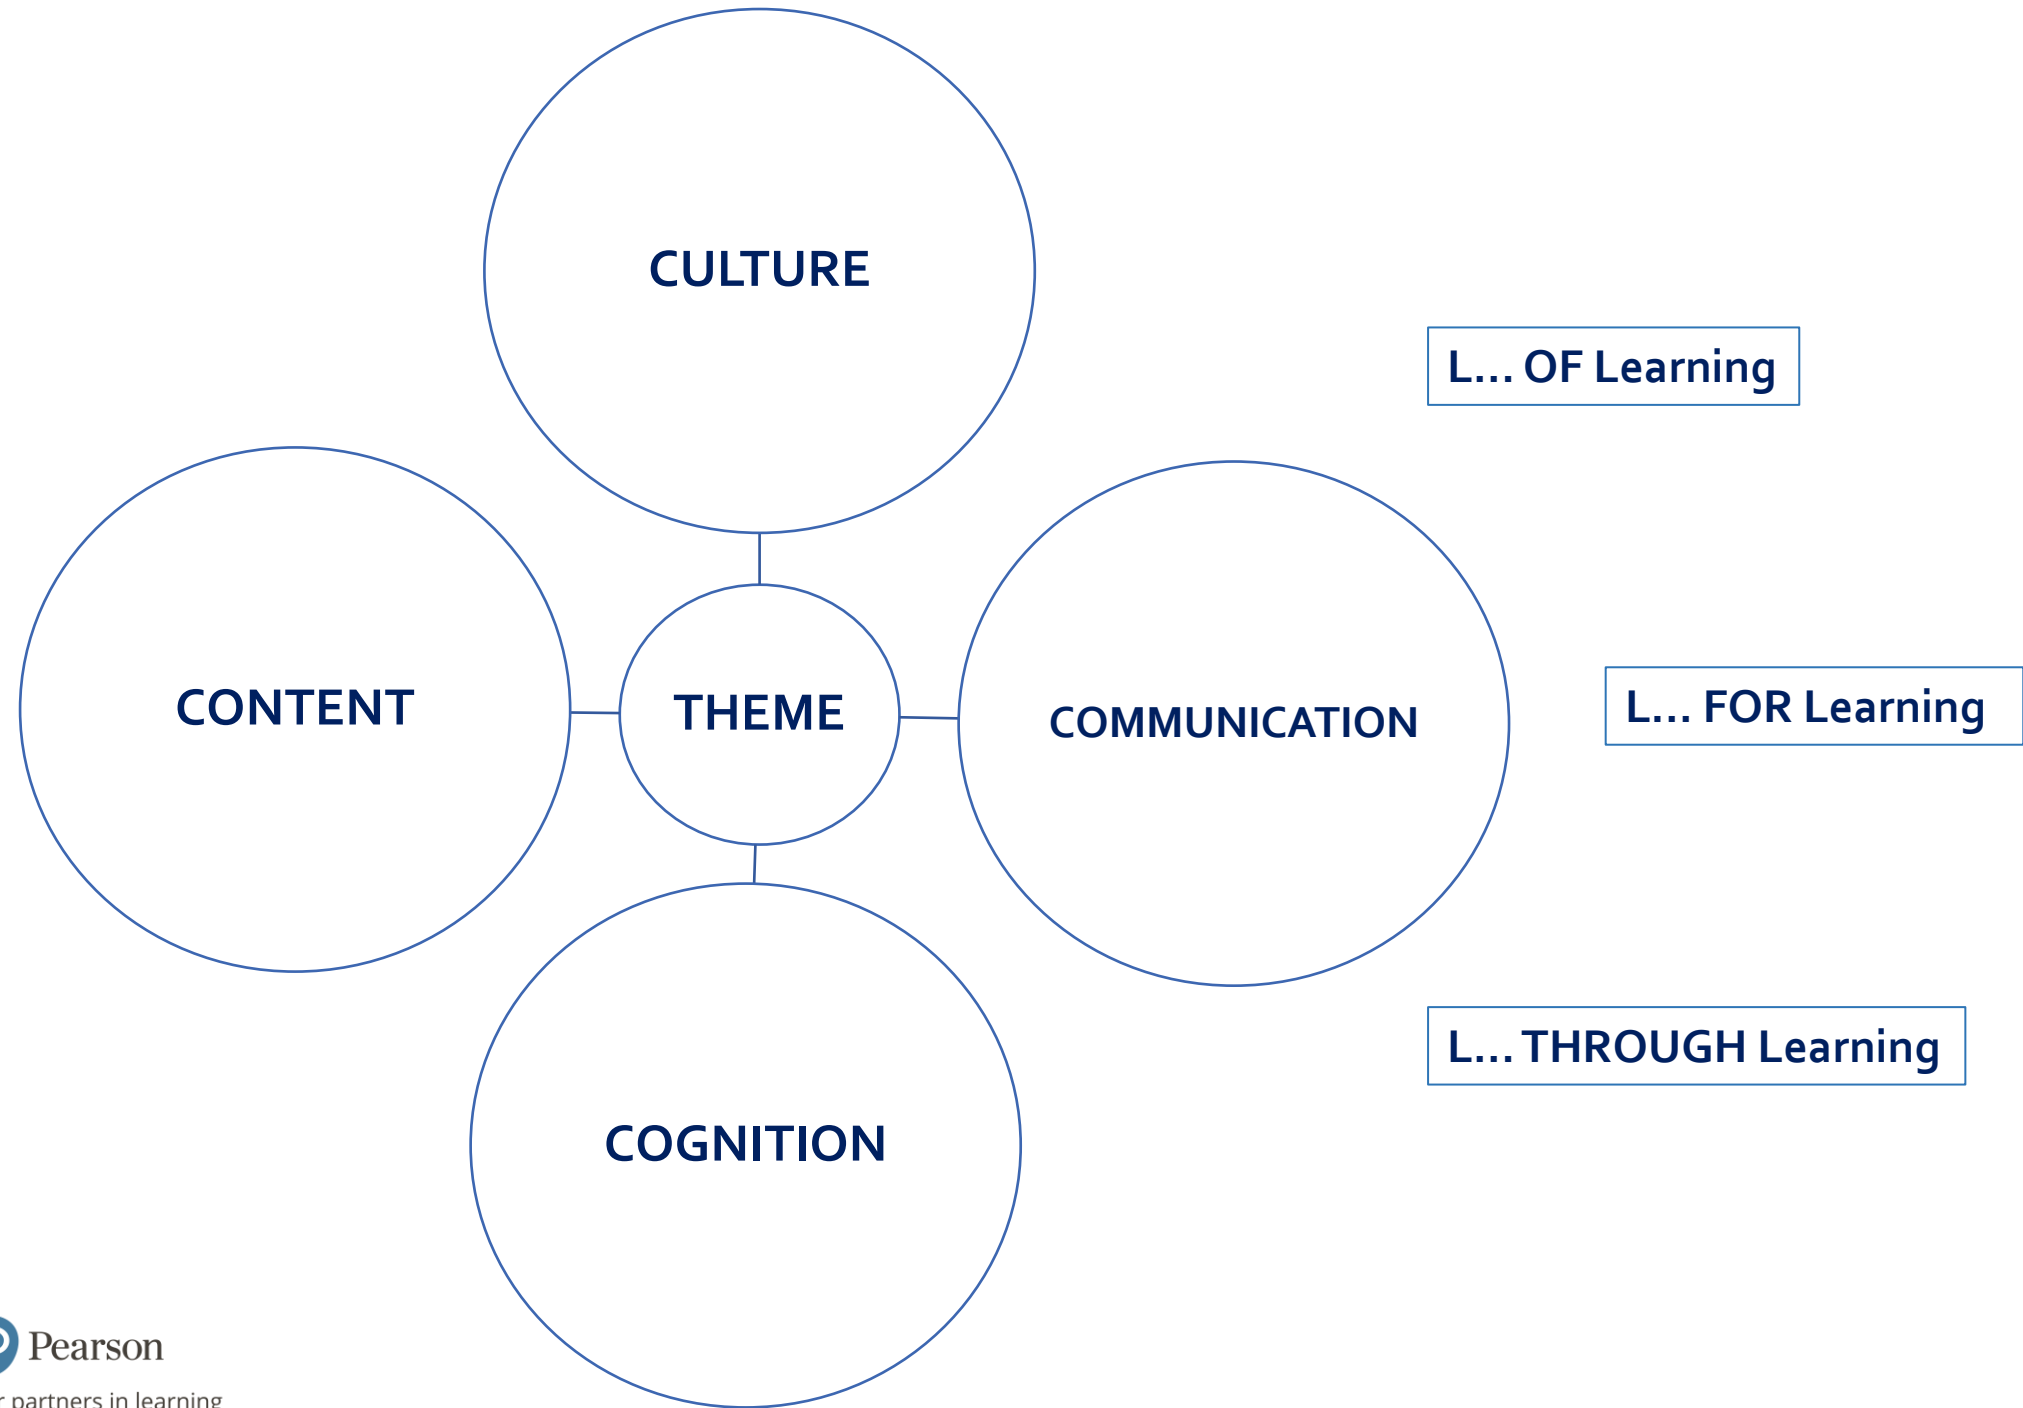 CULTURE
L... OF Learning
CONTENT
THEME
COMMUNICATION
L... FOR Learning
L... THROUGH Learning
COGNITION
Pearson
partners in learning